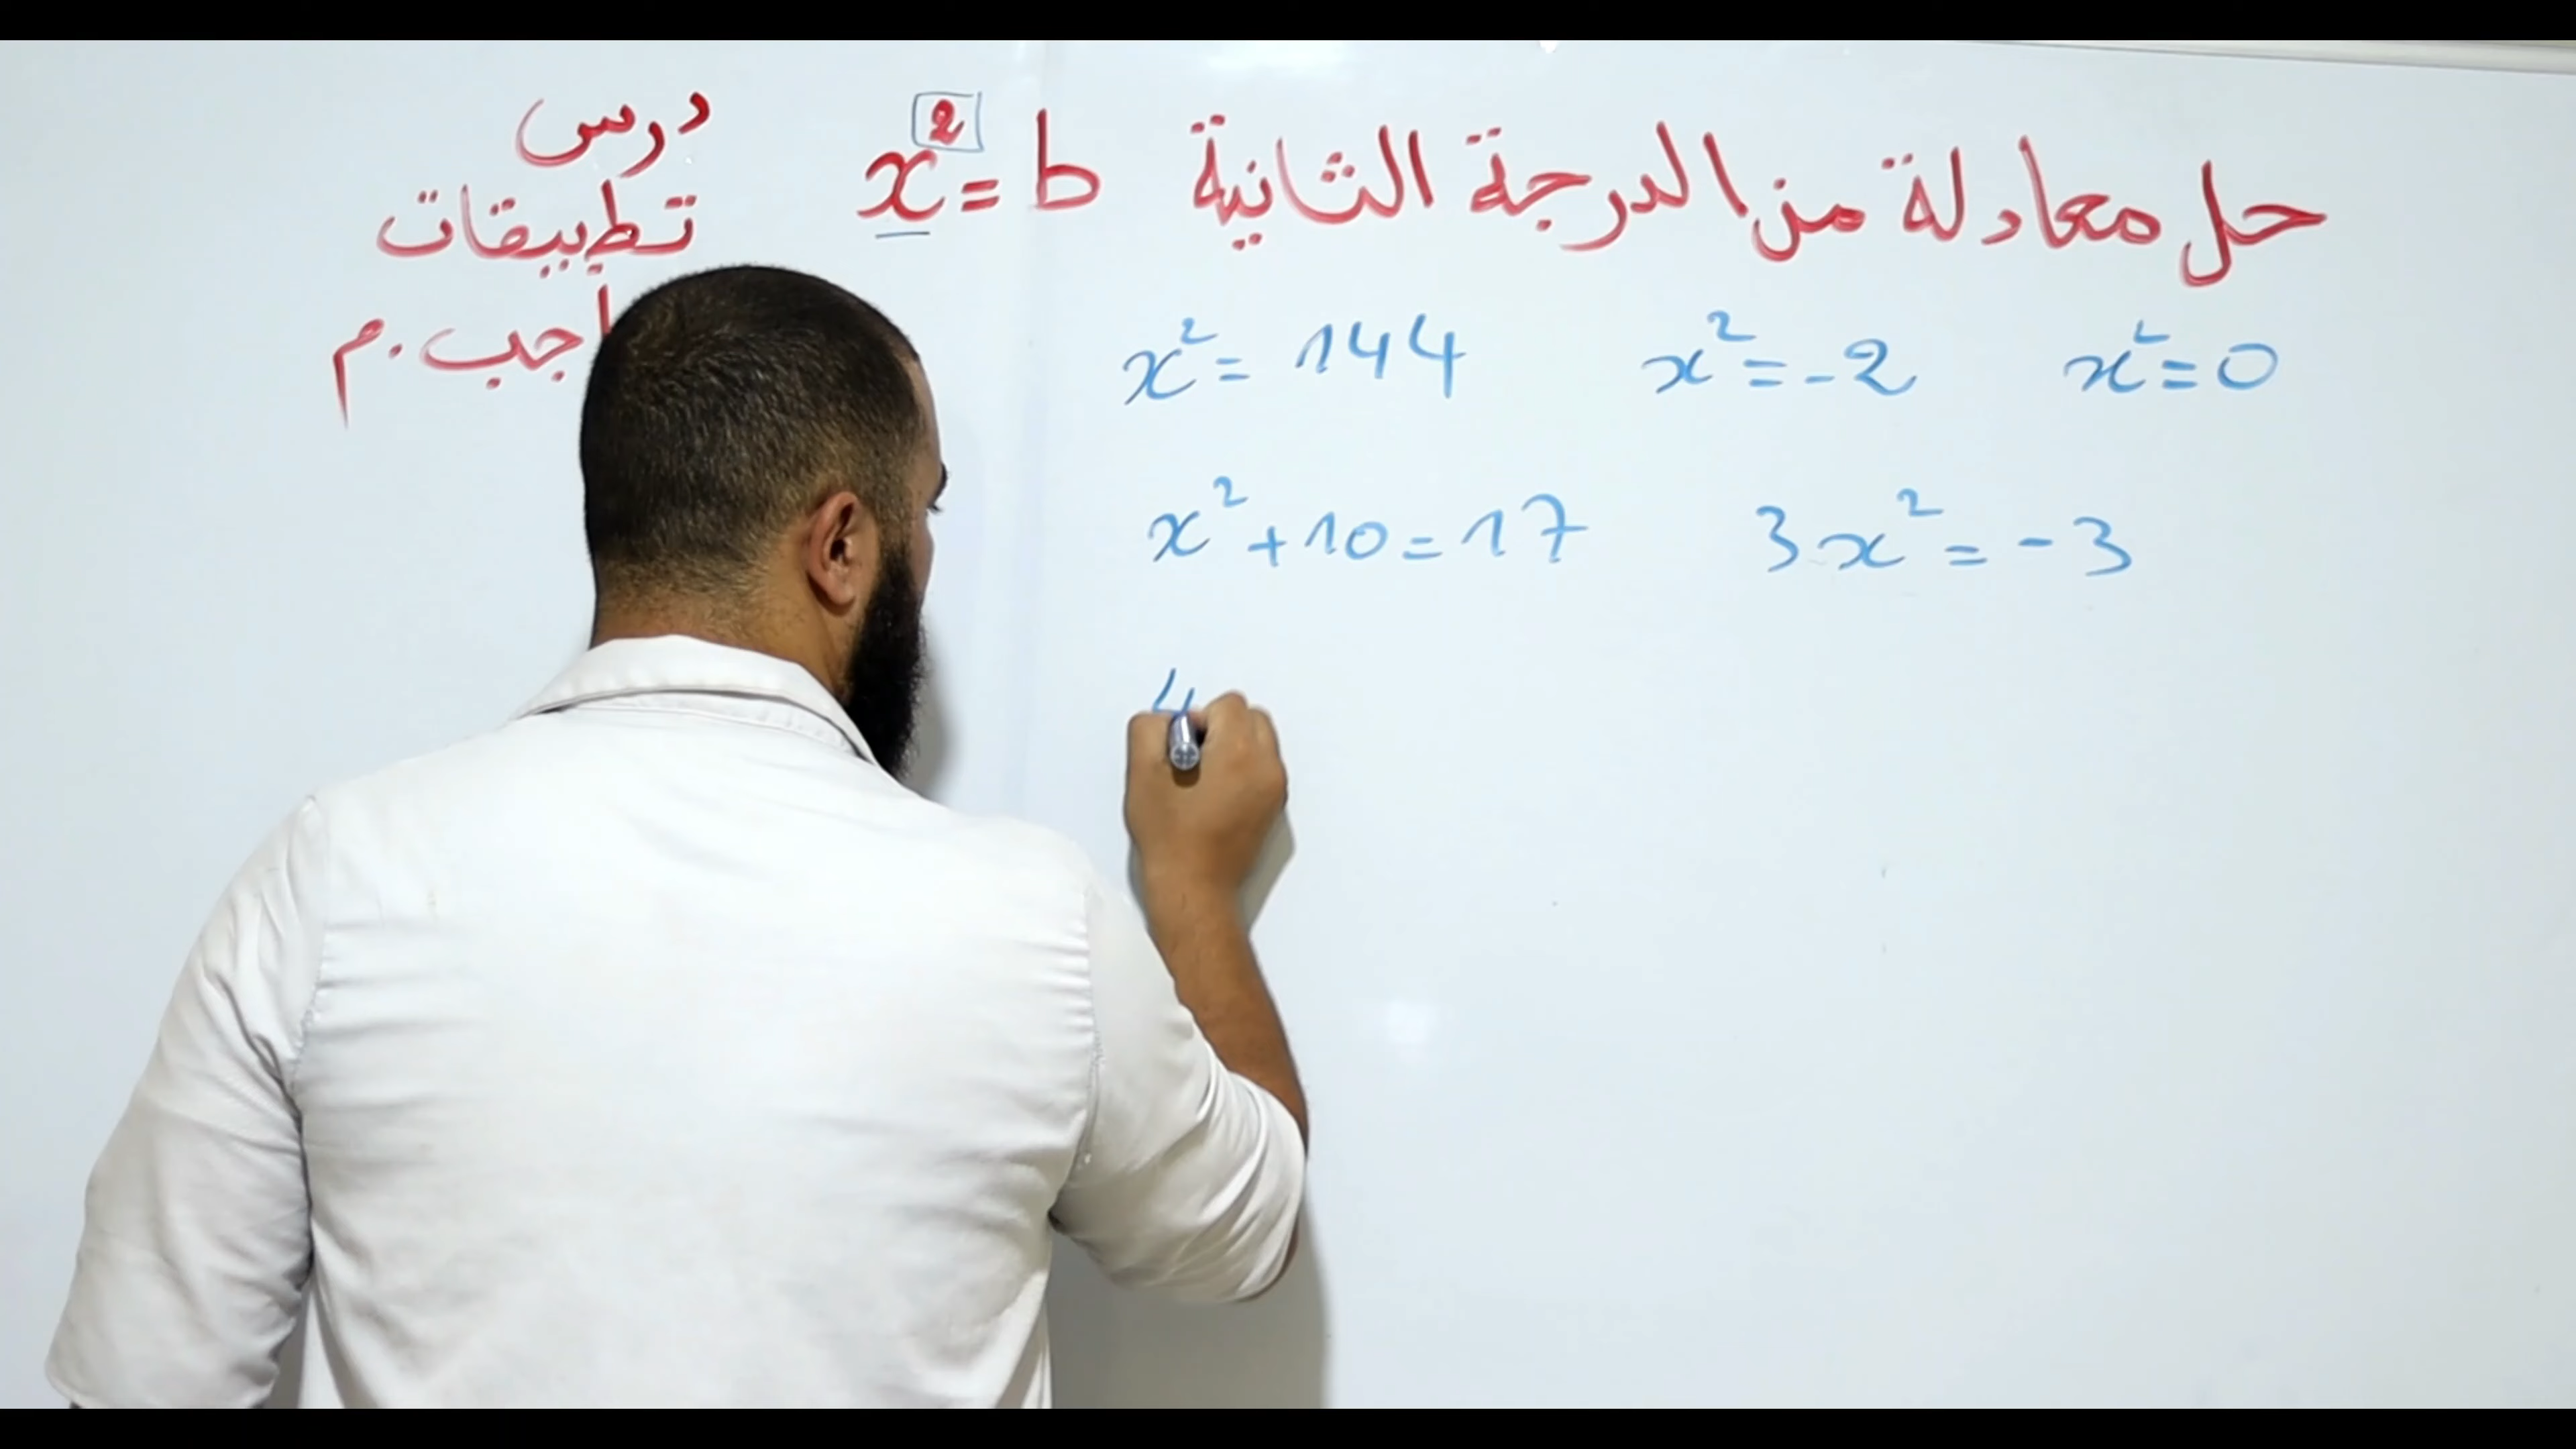 حل معادلة من الدرجة الثانية x² = b
درس
تطبيقات
م.
x² = 144
x² = -2
x² = 0
x² + 10 = 17
3x² = -3
4